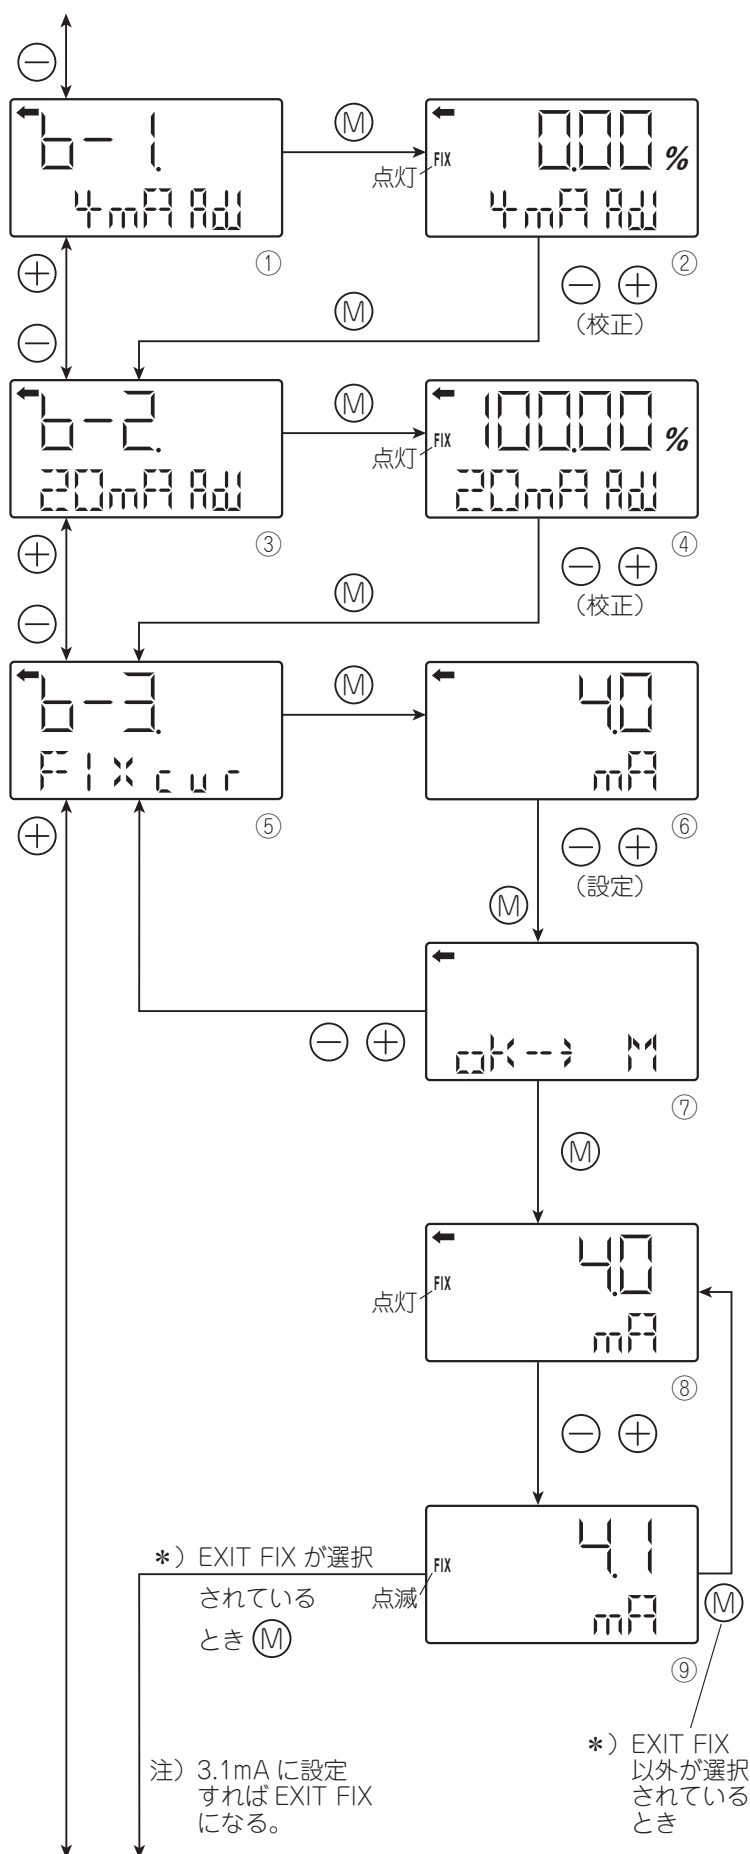 ⊖
← b-1.
4mA Adj
①
Ⓜ
← 0.00 %
FIX
点灯
4mA Adj
②
⊖ ⊕
(校正)
⊕
⊖
Ⓜ
← b-2.
20mA Adj
③
Ⓜ
← 100.00 %
FIX
点灯
20mA Adj
④
⊖ ⊕
(校正)
⊕
⊖
Ⓜ
← b-3.
FIX cur
⑤
Ⓜ
← 4.0
mA
⑥
⊖ ⊕
(設定)
⊕
Ⓜ
←
oK--→ M
⑦
⊖ ⊕
Ⓜ
← 4.0
FIX
点灯
mA
⑧
⊖ ⊕
4.1
FIX
点滅
mA
⑨
Ⓜ
*) EXIT FIX が選択
されている
とき Ⓜ
*) EXIT FIX
以外が選択
されている
とき
注) 3.1mA に設定
すれば EXIT FIX
になる。